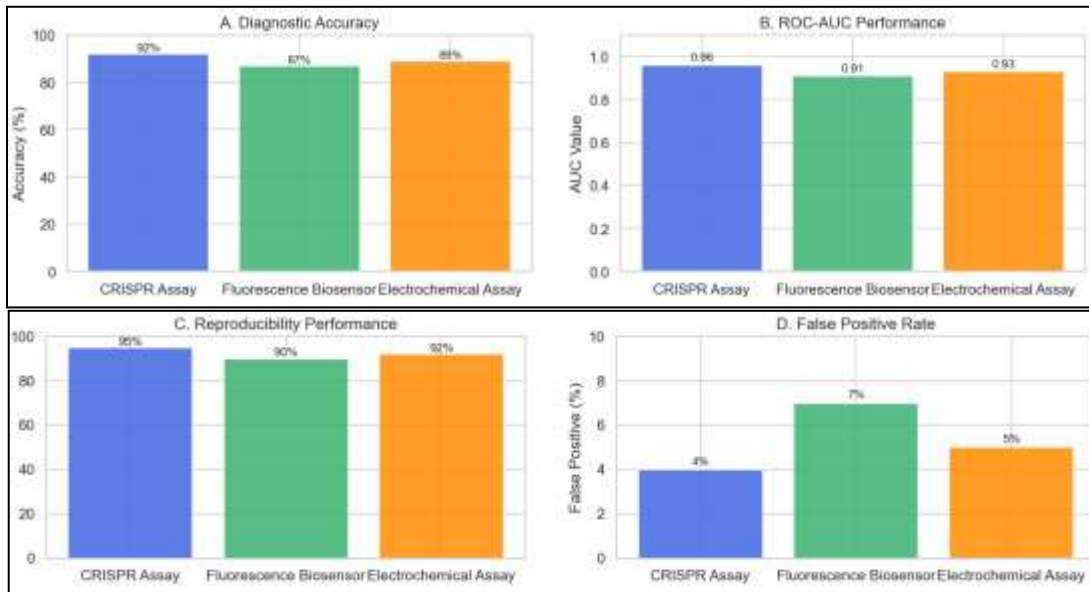 A. Diagnostic Accuracy
100
80
60
40
20
0
Accuracy (%)
92%
87%
89%
CRISPR Assay
Fluorescence Biosensor
Electrochemical Assay
B. ROC-AUC Performance
1.0
0.8
0.6
0.4
0.2
0.0
AUC Value
0.96
0.91
0.93
CRISPR Assay
Fluorescence Biosensor
Electrochemical Assay
C. Reproducibility Performance
100
80
60
40
20
0
95%
90%
92%
CRISPR Assay
Fluorescence Biosensor
Electrochemical Assay
D. False Positive Rate
10
8
6
4
2
0
False Positive (%)
4%
7%
5%
CRISPR Assay
Fluorescence Biosensor
Electrochemical Assay